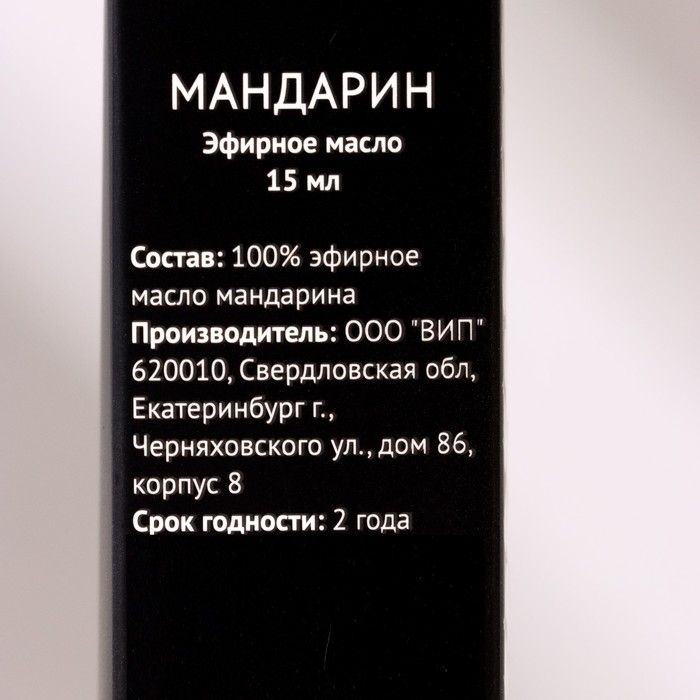 МАНДАРИН
Эфирное масло
15 мл
Состав: 100% эфирное
масло мандарина
Производитель: ООО "ВИП"
620010, Свердловская обл,
Екатеринбург г.,
Черняховского ул., дом 86,
корпус 8
Срок годности: 2 года